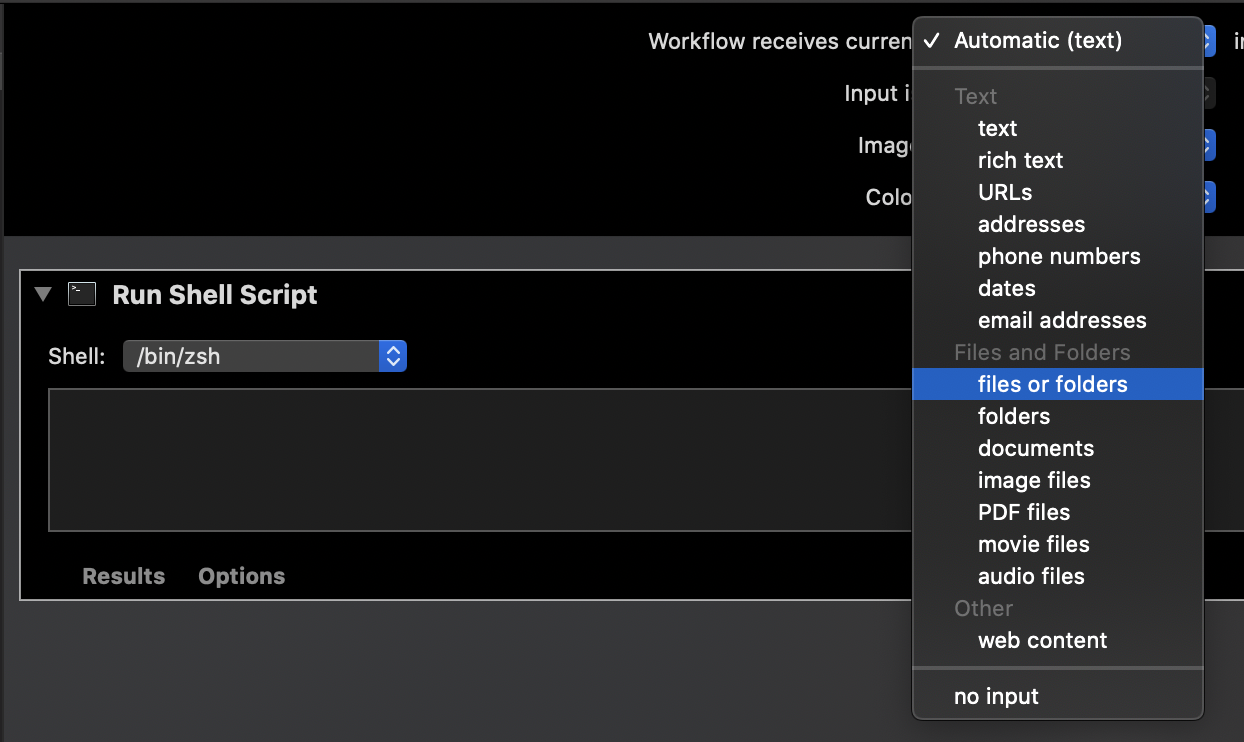 Workflow receives curren
Automatic (text)
Input i
Imag
Colo
Text
text
rich text
URLs
addresses
phone numbers
dates
email addresses
Files and Folders
files or folders
folders
documents
image files
PDF files
movie files
audio files
Other
web content
no input
Run Shell Script
Shell: /bin/zsh
Results Options